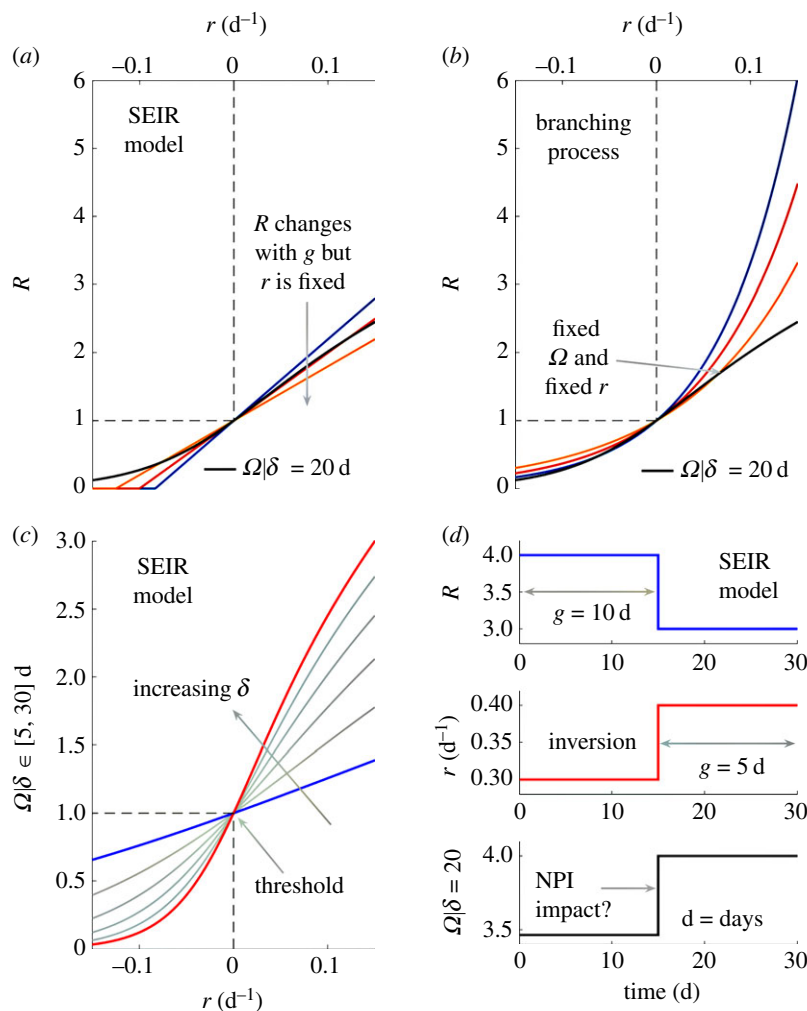 r (d⁻¹)
r (d⁻¹)
(a)
−0.1
0
0.1
(b)
−0.1
0
0.1
6
5
4
3
2
1
0
R
SEIR
model
R changes
with g but
r is fixed
Ω|δ = 20 d
6
5
4
3
2
1
0
R
branching
process
fixed
Ω and
fixed r
Ω|δ = 20 d
(c)
3.0
2.5
2.0
1.5
1.0
0.5
0
Ω|δ ∈ [5, 30] d
SEIR
model
increasing δ
threshold
−0.1
0
0.1
r (d⁻¹)
(d)
4.0
3.5
3.0
R
SEIR
model
g = 10 d
0
10
20
30
0.40
0.35
0.30
r (d⁻¹)
inversion
g = 5 d
0
10
20
30
4.0
3.5
Ω|δ = 20
NPI
impact?
d = days
0
10
20
30
time (d)